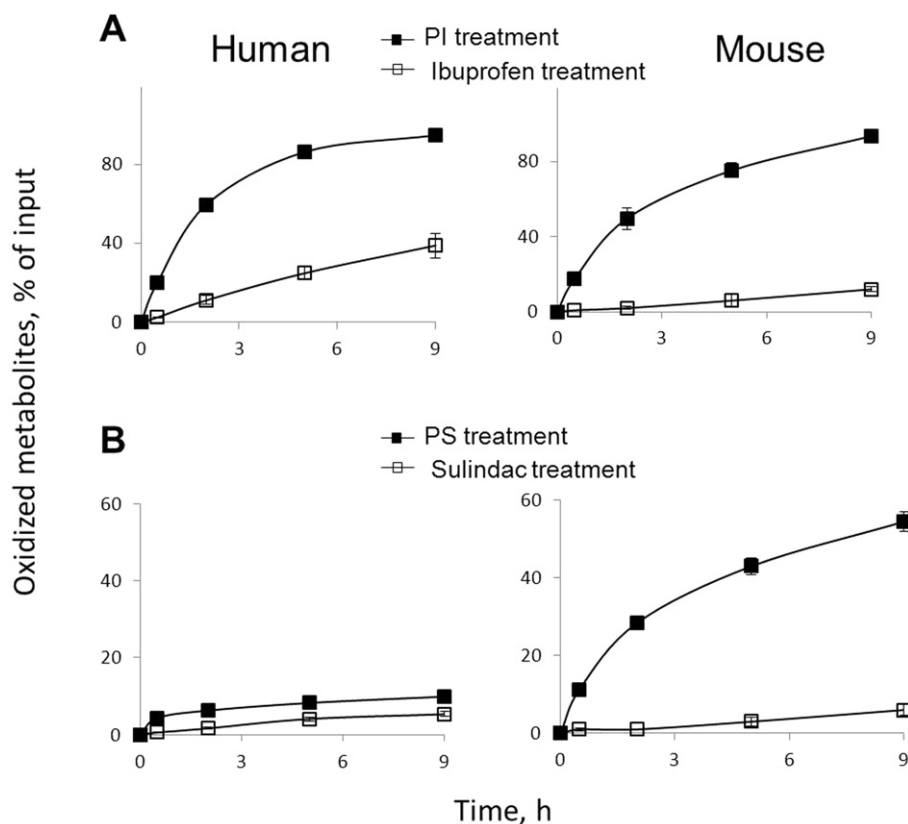 A
Human
PI treatment
Ibuprofen treatment
Mouse
80
40
0
0 3 6 9
80
40
0
0 3 6 9
Oxidized metabolites, % of input
B
PS treatment
Sulindac treatment
60
40
20
0
0 3 6 9
60
40
20
0
0 3 6 9
Time, h